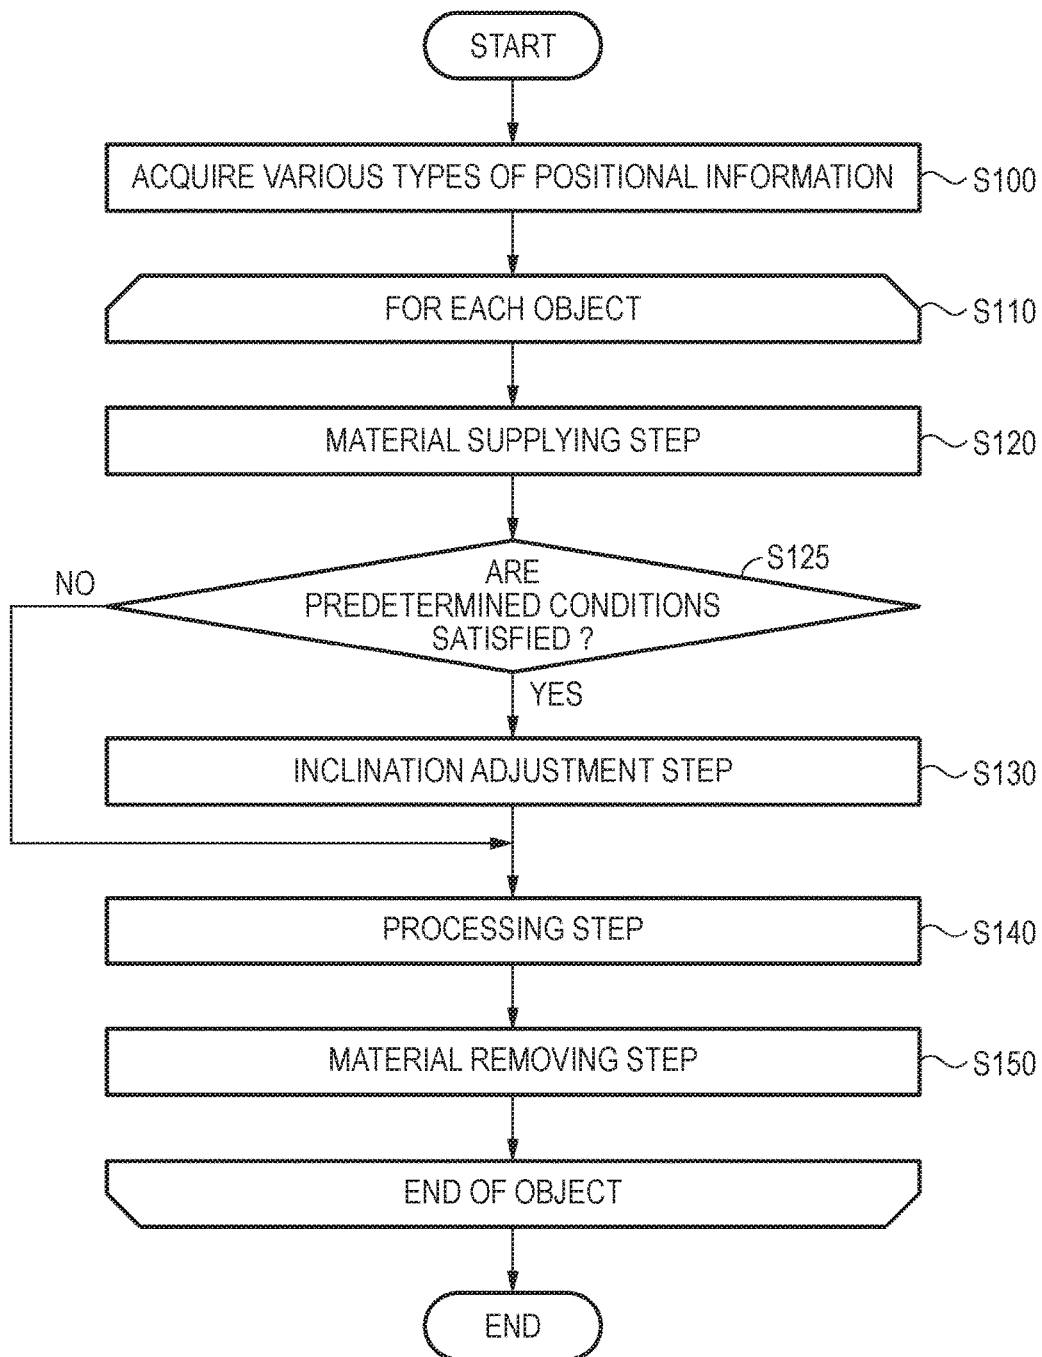 START
ACQUIRE VARIOUS TYPES OF POSITIONAL INFORMATION
S100
FOR EACH OBJECT
S110
MATERIAL SUPPLYING STEP
S120
S125
NO
ARE
PREDETERMINED CONDITIONS
SATISFIED ?
YES
INCLINATION ADJUSTMENT STEP
S130
PROCESSING STEP
S140
MATERIAL REMOVING STEP
S150
END OF OBJECT
END